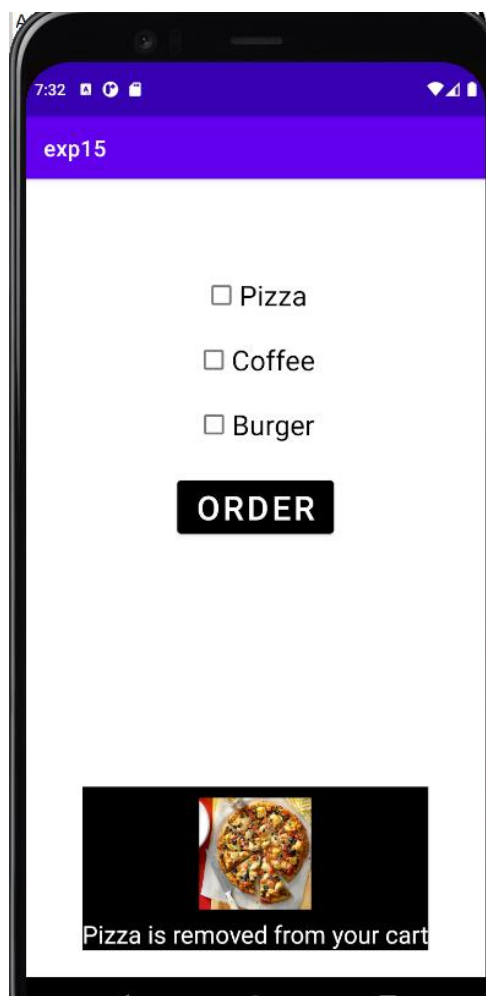 A
7:32
exp15
Pizza
Coffee
Burger
ORDER
Pizza is removed from your cart